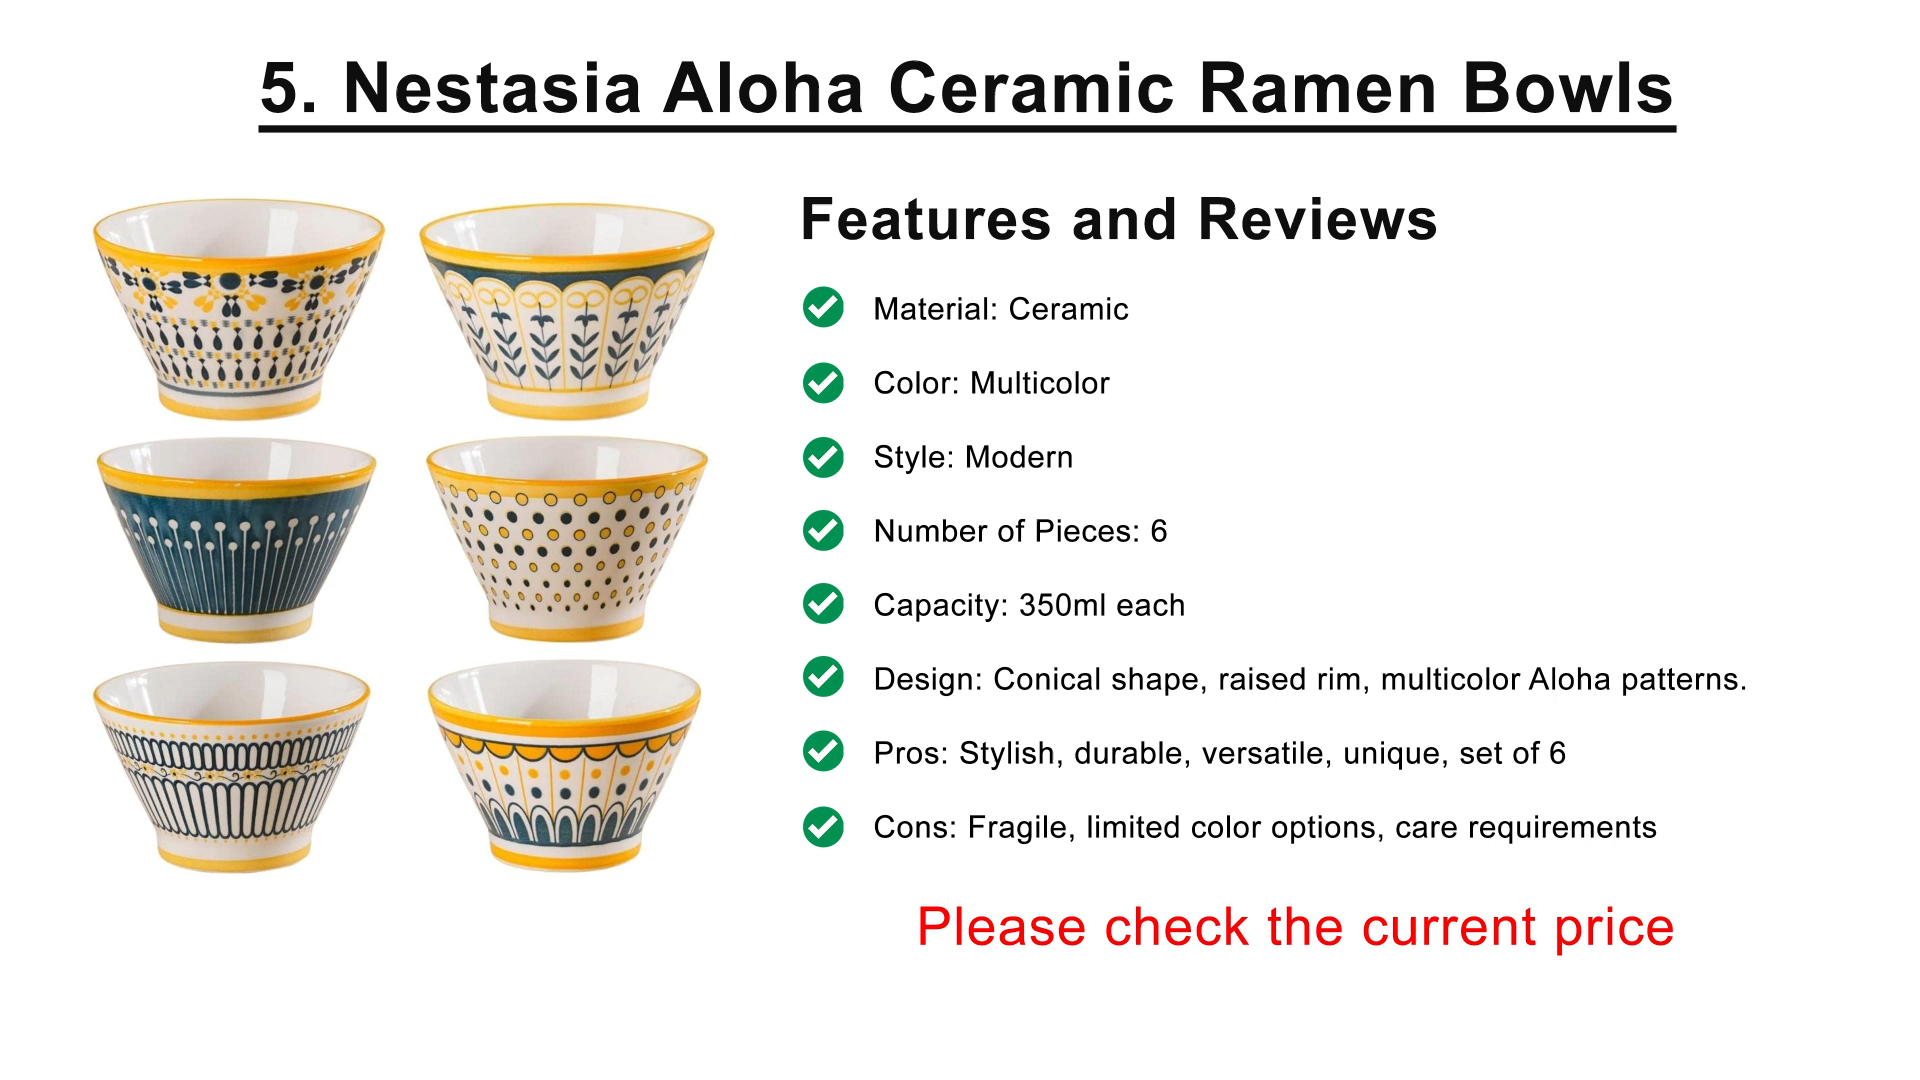 5. Nestasia Aloha Ceramic Ramen Bowls
Features and Reviews
Material: Ceramic
Color: Multicolor
Style: Modern
Number of Pieces: 6
Capacity: 350ml each
Design: Conical shape, raised rim, multicolor Aloha patterns.
Pros: Stylish, durable, versatile, unique, set of 6
Cons: Fragile, limited color options, care requirements
Please check the current price